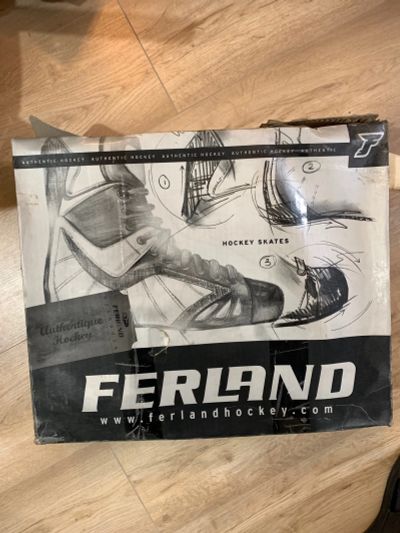 AUTHENTIC HOCKEY . AUTHENTIC HOCKEY . AUTHENTIC HOCKEY . AUTHENTIC HOCKEY . AUTHENTIC
1
2
HOCKEY SKATES
3
Authentique
Hockey
FERLAND
FERLAND
www.ferlandhockey.com